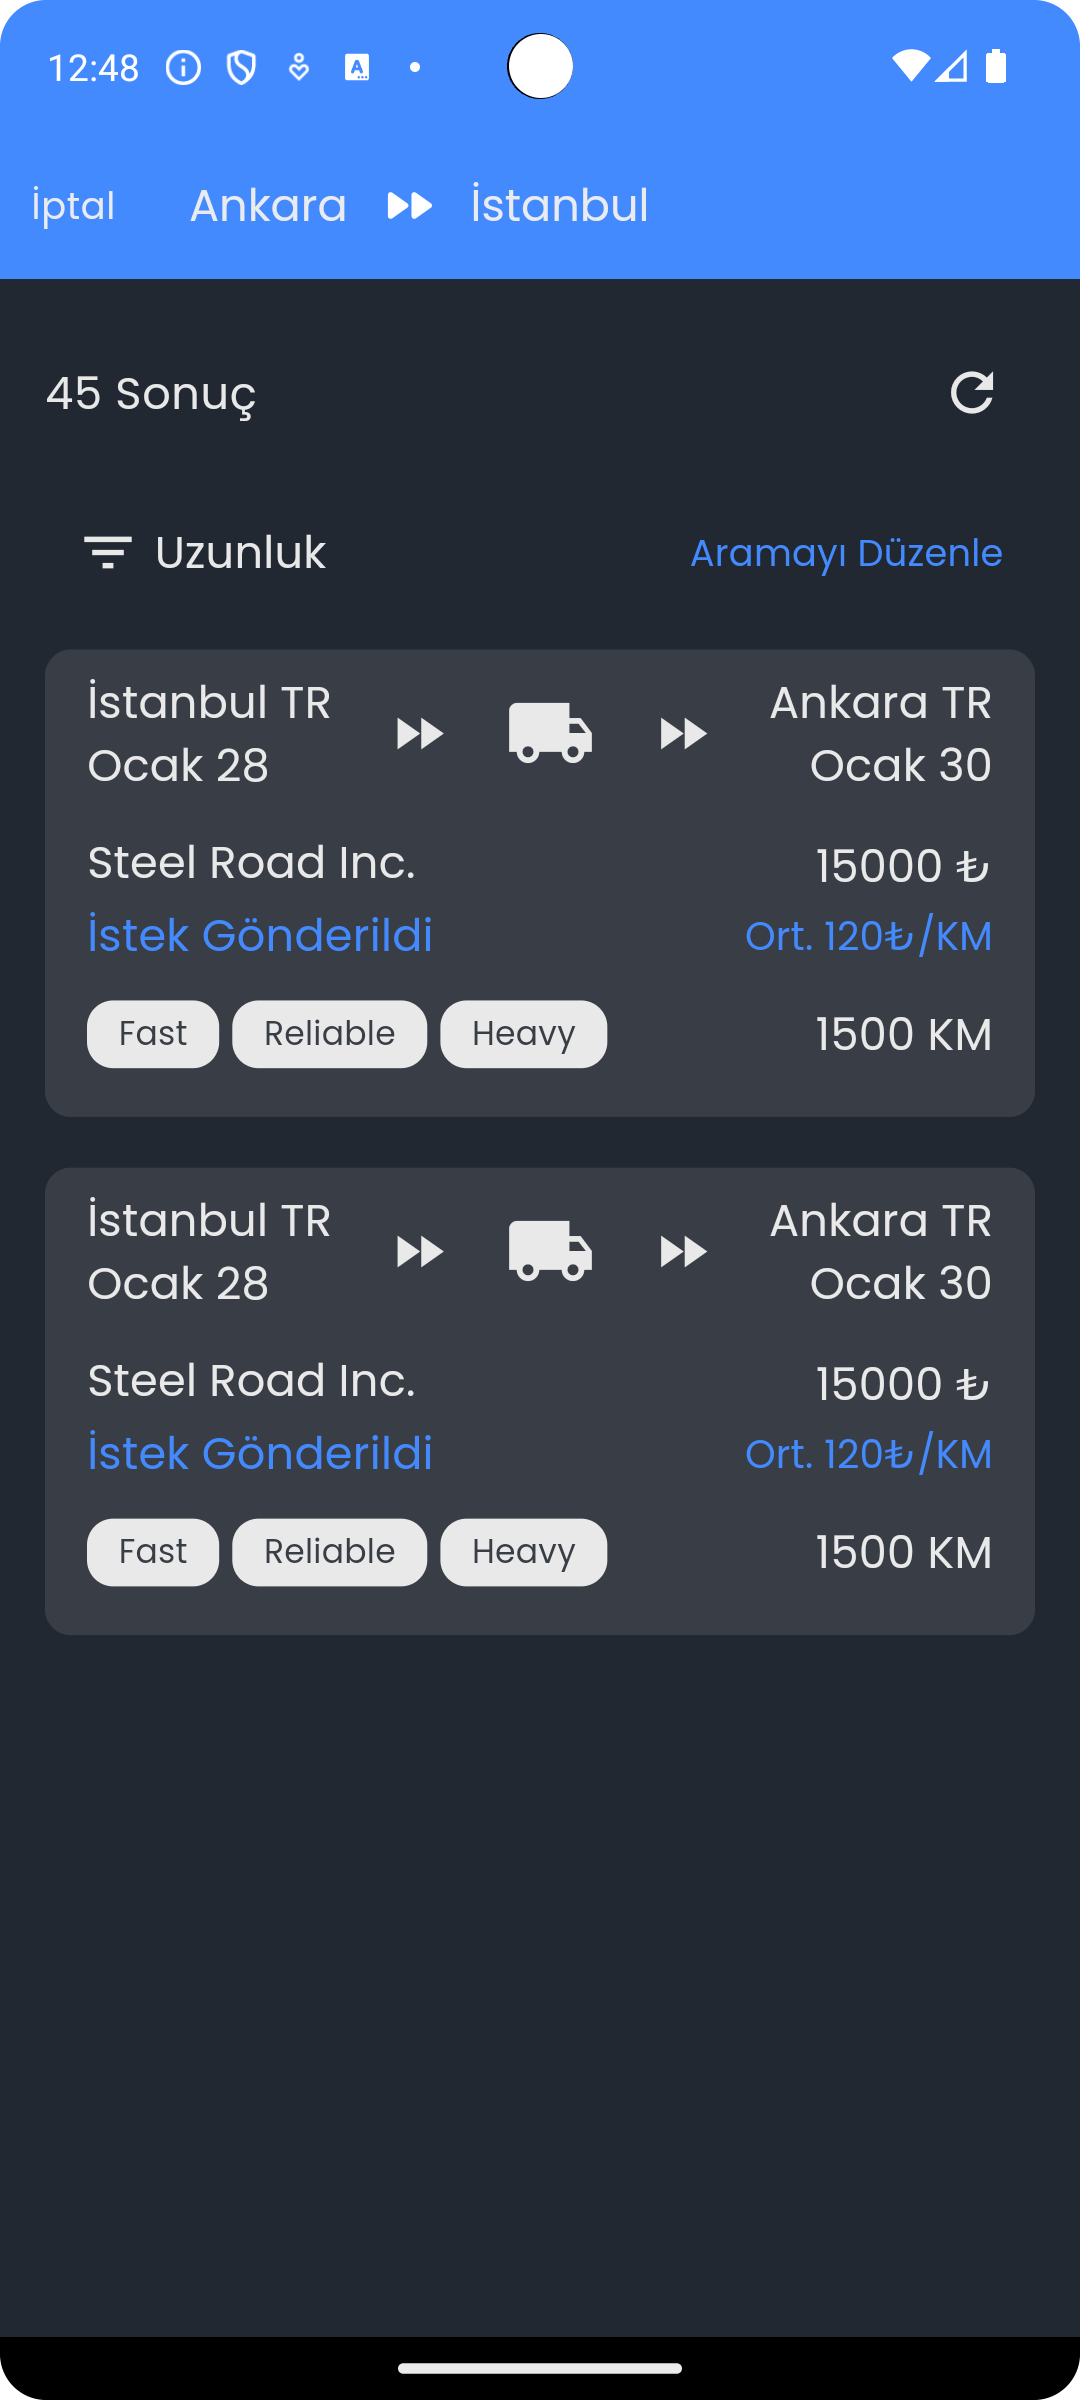 12:48
İptal Ankara İstanbul
45 Sonuç
Uzunluk Aramayı Düzenle
İstanbul TR Ankara TR
Ocak 28 Ocak 30
Steel Road Inc. 15000 ₺
İstek Gönderildi Ort. 120₺/KM
Fast Reliable Heavy 1500 KM
İstanbul TR Ankara TR
Ocak 28 Ocak 30
Steel Road Inc. 15000 ₺
İstek Gönderildi Ort. 120₺/KM
Fast Reliable Heavy 1500 KM